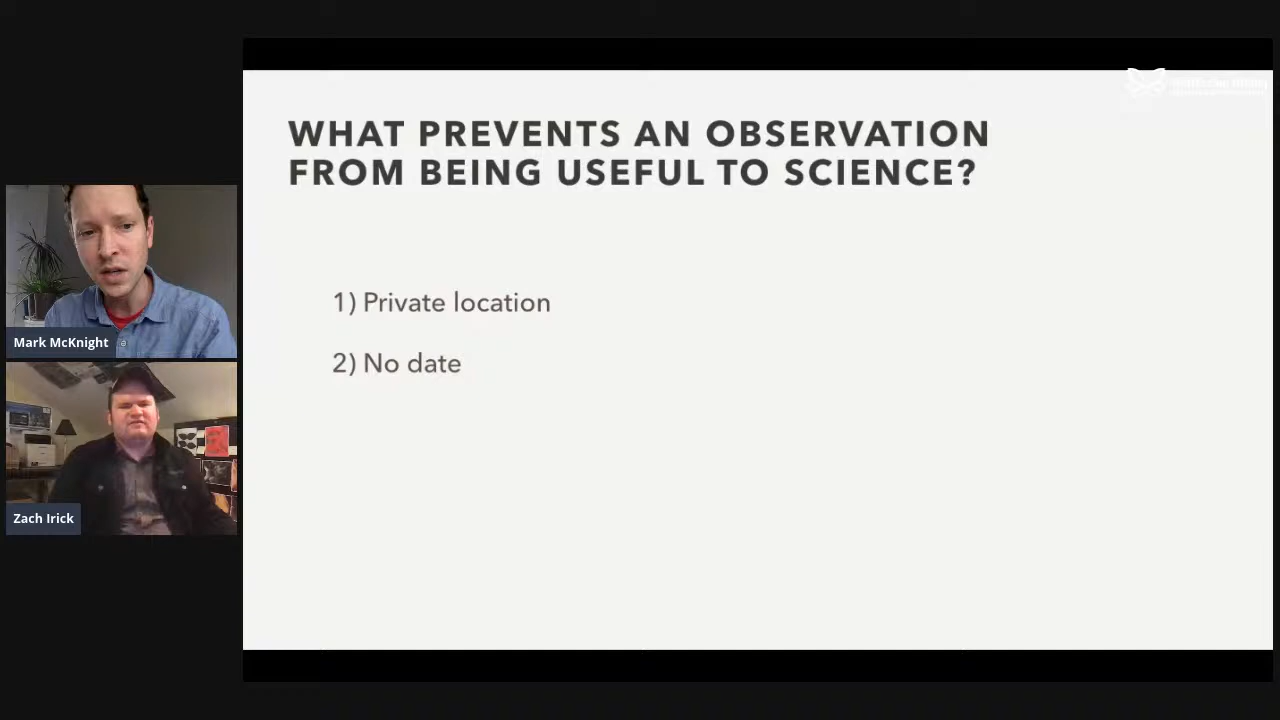 WHAT PREVENTS AN OBSERVATION
FROM BEING USEFUL TO SCIENCE?
1) Private location
2) No date
Mark McKnight
Zach Irick